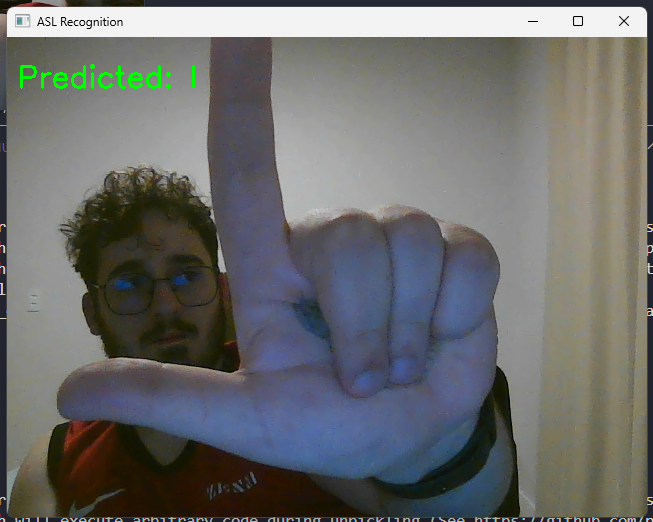 ASL Recognition
Predicted: l
h will execute arbitrary code during unpickling (See https://github.com/